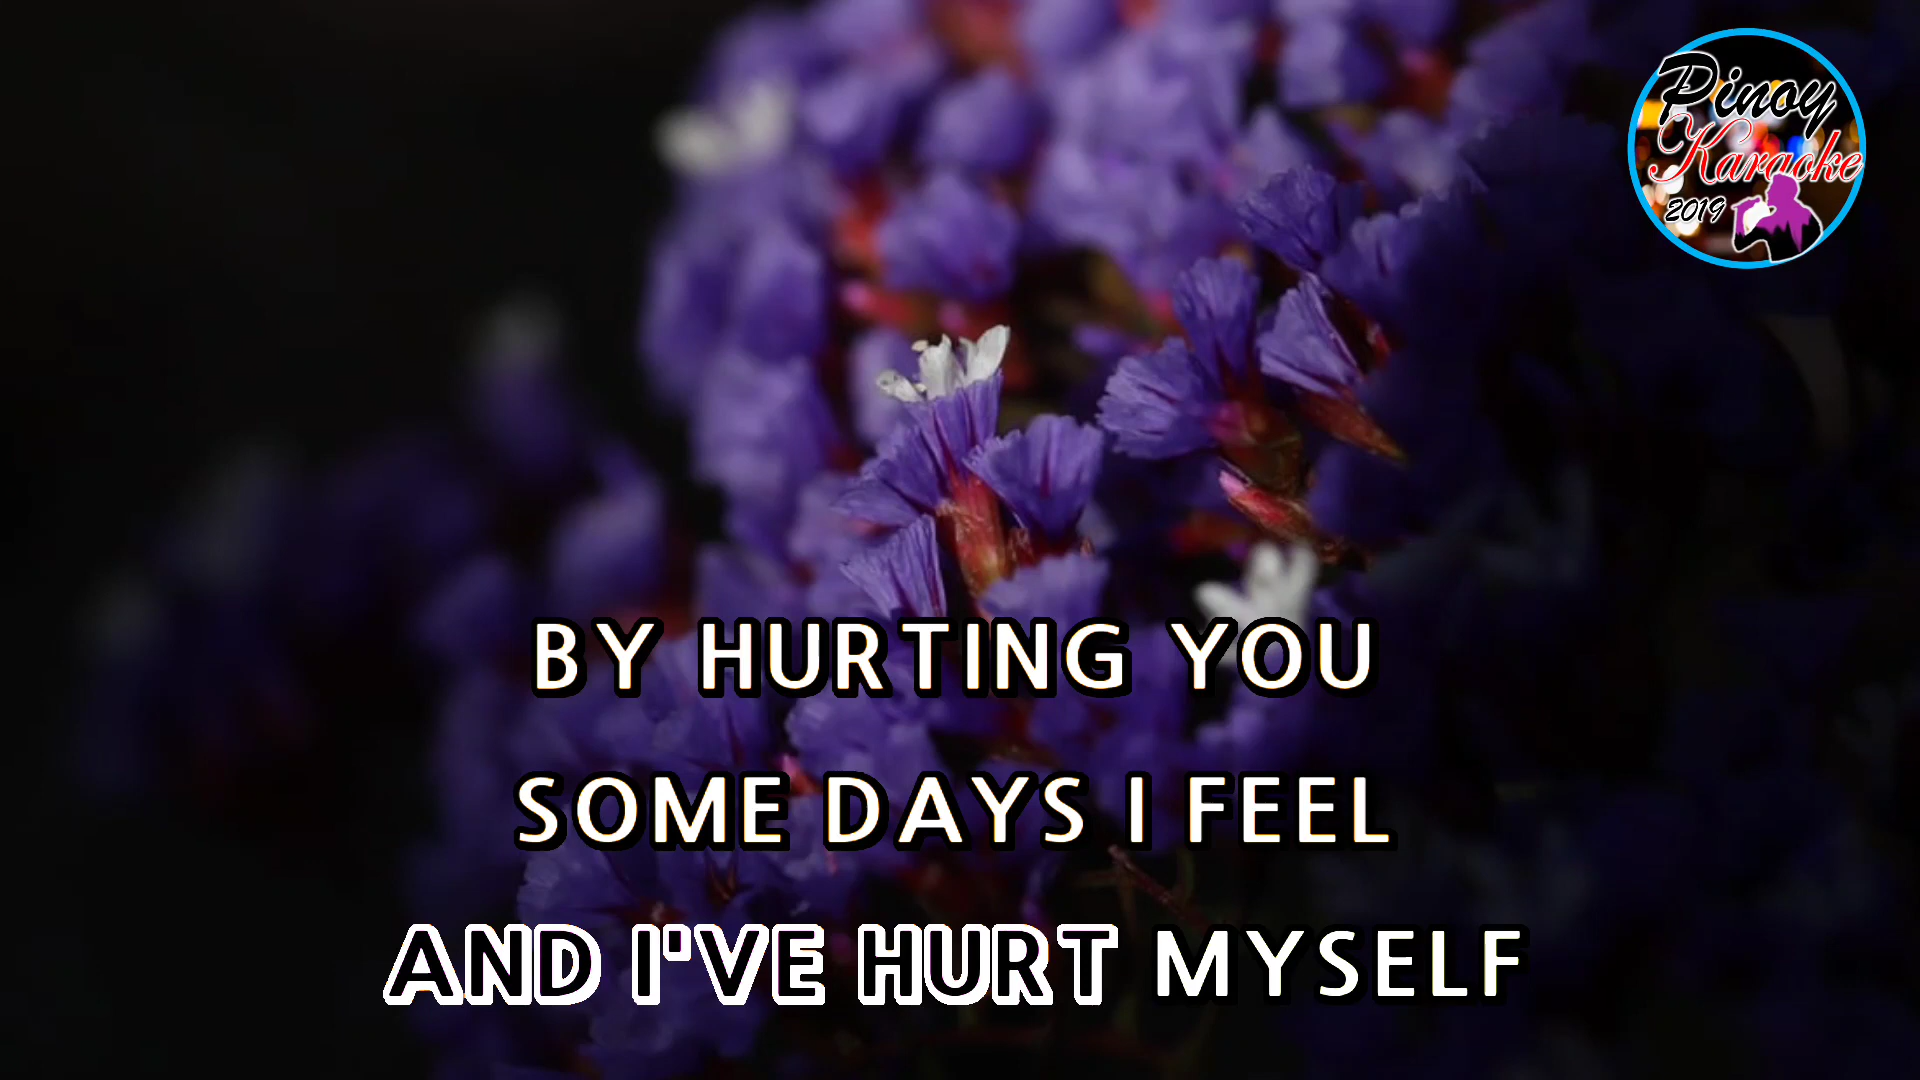 Pinoy
Karaoke
2019
BY HURTING YOU
SOME DAYS I FEEL
AND I'VE HURT MYSELF